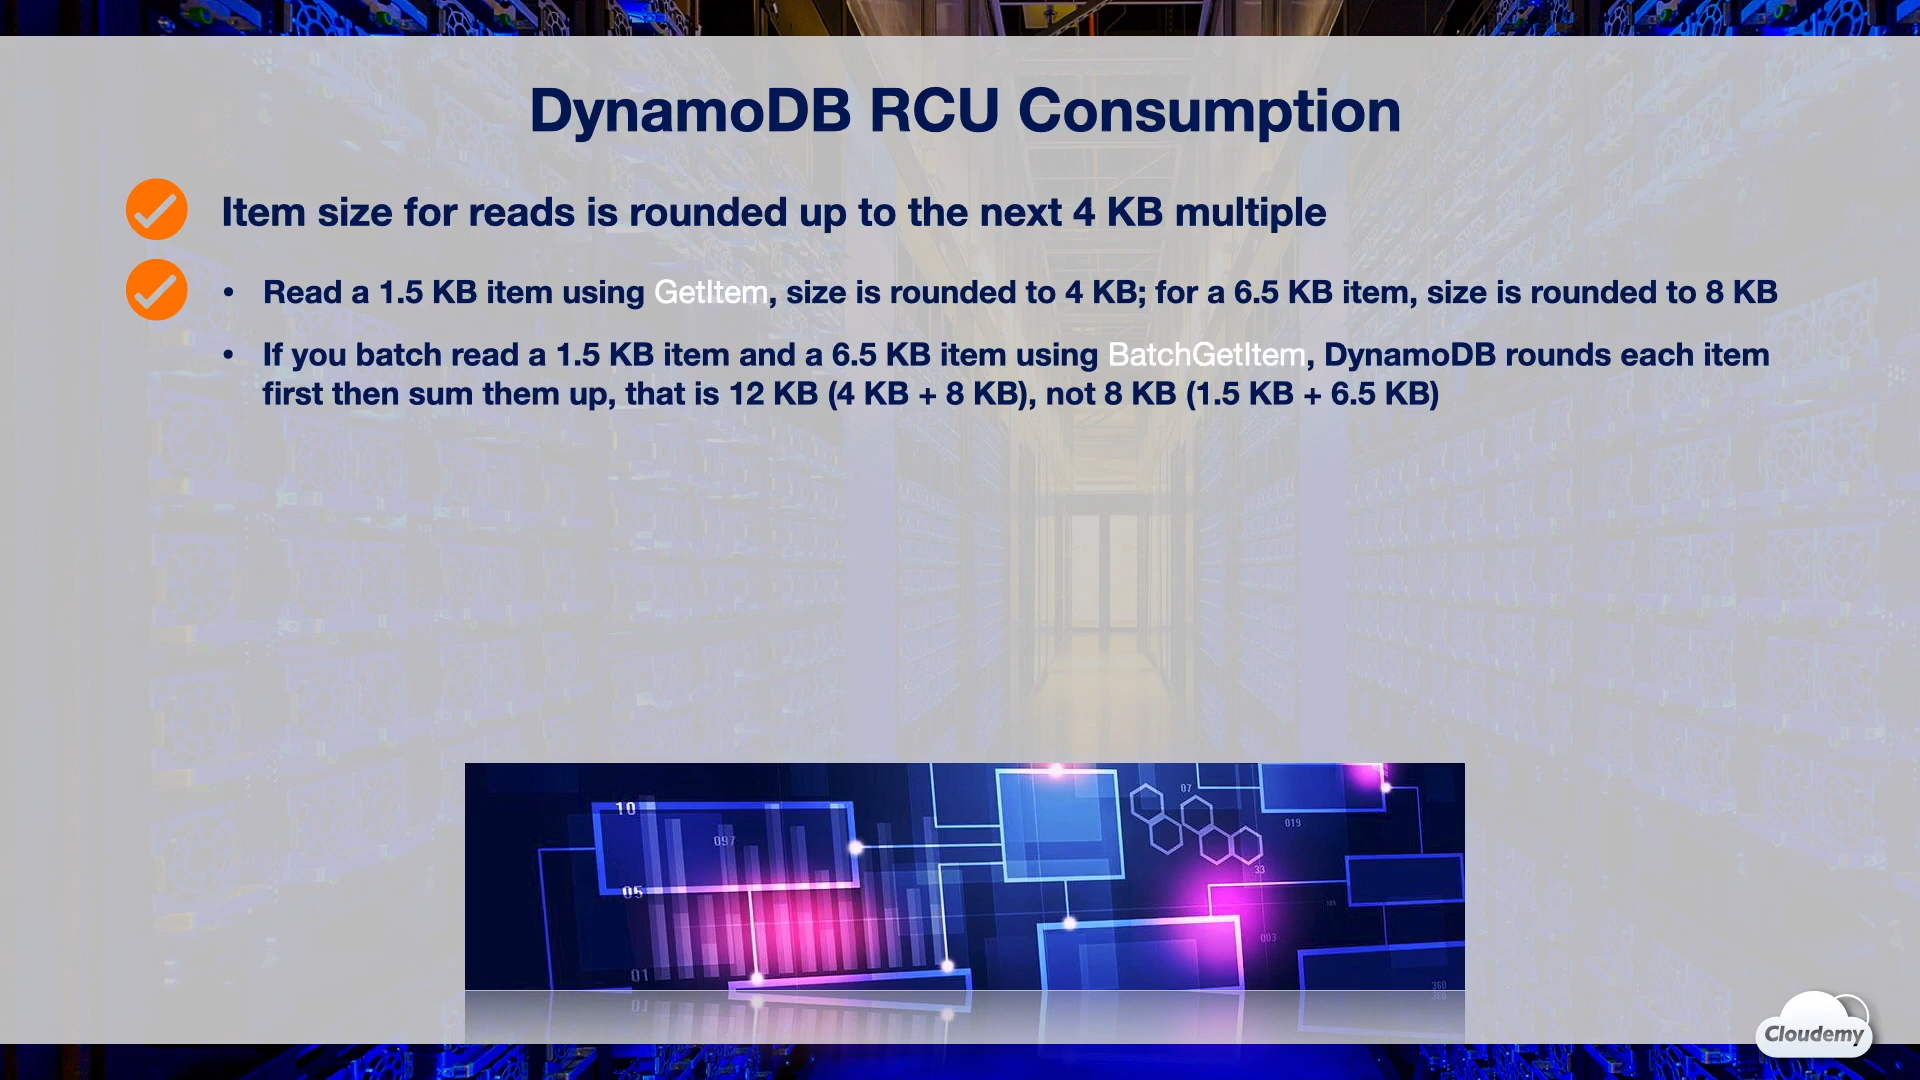 DynamoDB RCU Consumption
Item size for reads is rounded up to the next 4 KB multiple
• Read a 1.5 KB item using GetItem, size is rounded to 4 KB; for a 6.5 KB item, size is rounded to 8 KB
• If you batch read a 1.5 KB item and a 6.5 KB item using BatchGetItem, DynamoDB rounds each item
first then sum them up, that is 12 KB (4 KB + 8 KB), not 8 KB (1.5 KB + 6.5 KB)
10
097
05
01
07
019
33
003
360
Cloudemy